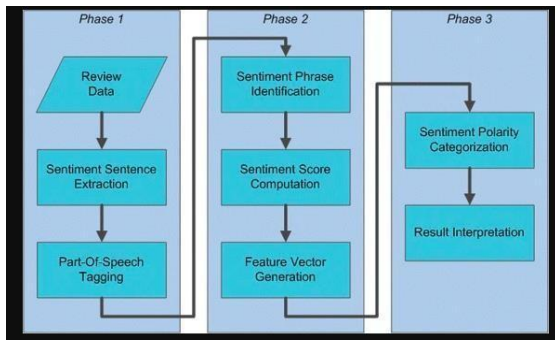 Phase 1
Review
Data
Sentiment Sentence
Extraction
Part-Of-Speech
Tagging
Phase 2
Sentiment Phrase
Identification
Sentiment Score
Computation
Feature Vector
Generation
Phase 3
Sentiment Polarity
Categorization
Result Interpretation